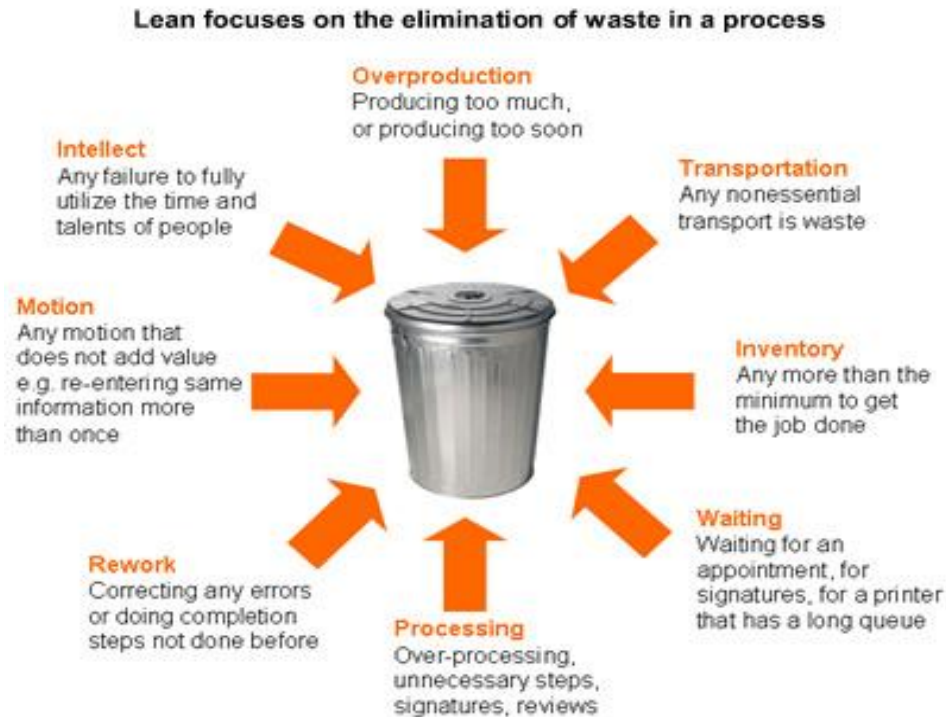 Lean focuses on the elimination of waste in a process
Overproduction
Producing too much,
or producing too soon
Transportation
Any nonessential
transport is waste
Inventory
Any more than the
minimum to get
the job done
Waiting
Waiting for an
appointment, for
signatures, for a printer
that has a long queue
Processing
Over-processing,
unnecessary steps,
signatures, reviews
Rework
Correcting any errors
or doing completion
steps not done before
Motion
Any motion that
does not add value
e.g. re-entering same
information more
than once
Intellect
Any failure to fully
utilize the time and
talents of people